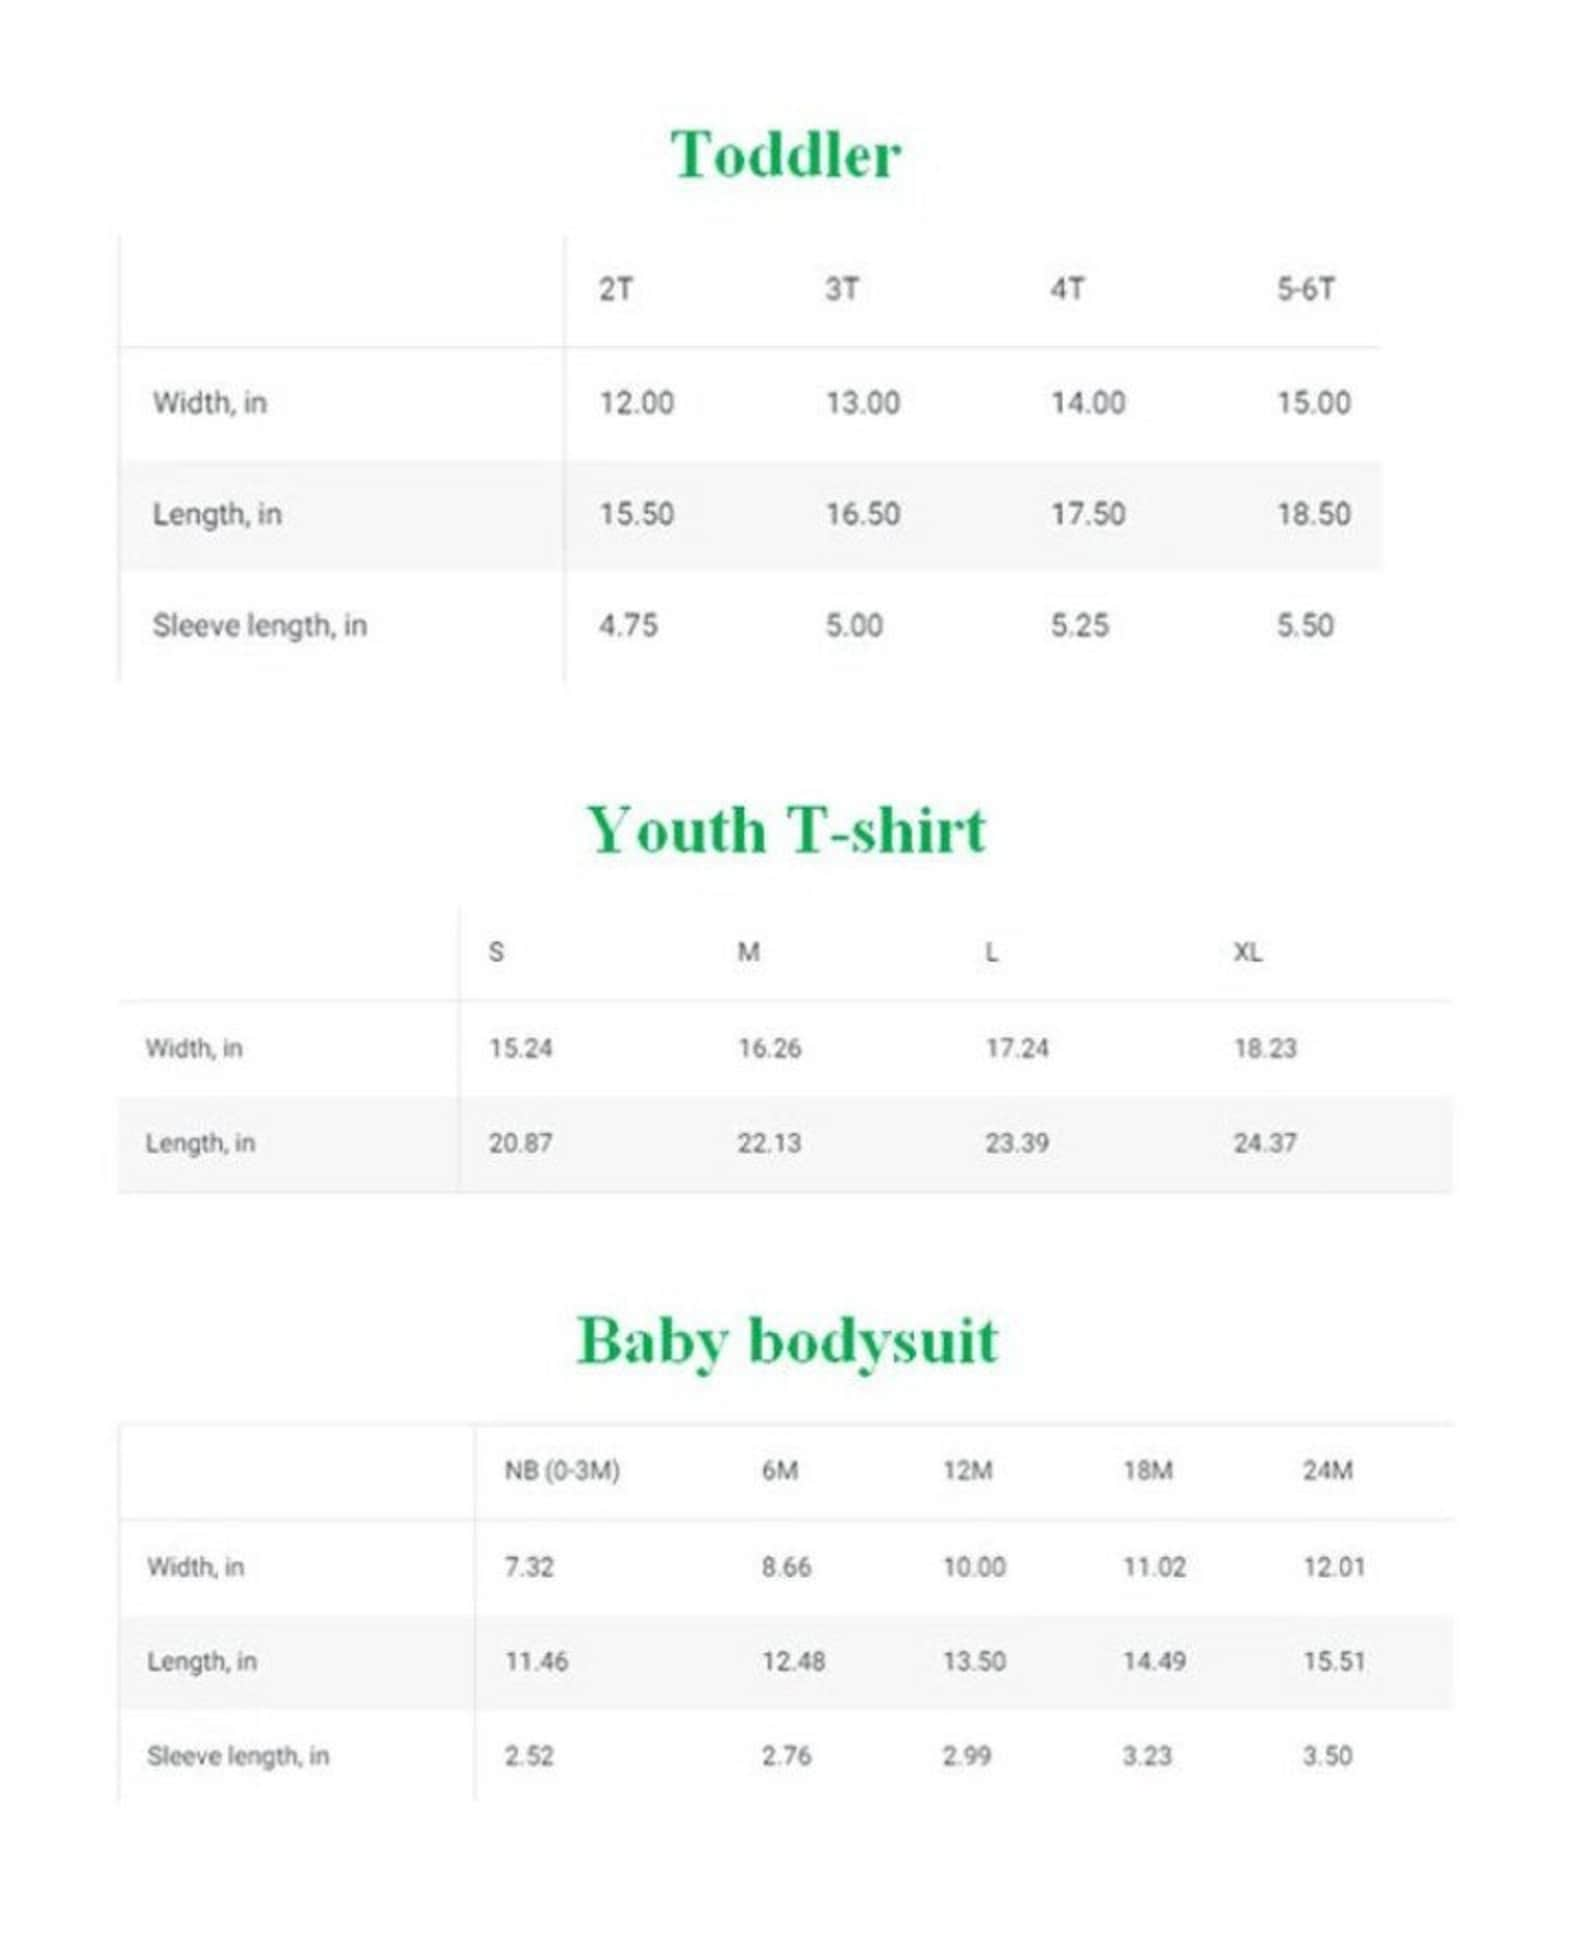 Toddler
2T 3T 4T 5-6T
Width, in 12.00 13.00 14.00 15.00
Length, in 15.50 16.50 17.50 18.50
Sleeve length, in 4.75 5.00 5.25 5.50
Youth T-shirt
S M L XL
Width, in 15.24 16.26 17.24 18.23
Length, in 20.87 22.13 23.39 24.37
Baby bodysuit
NB (0-3M) 6M 12M 18M 24M
Width, in 7.32 8.66 10.00 11.02 12.01
Length, in 11.46 12.48 13.50 14.49 15.51
Sleeve length, in 2.52 2.76 2.99 3.23 3.50